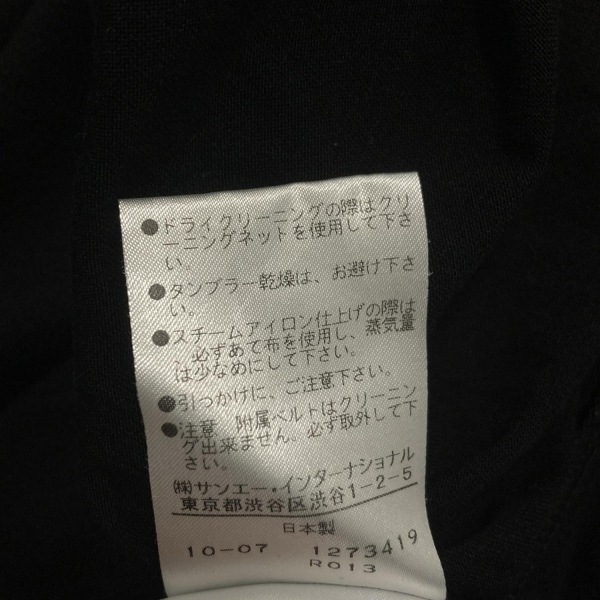 ●ドライクリーニングの際はクリ
ーニングネットを使用して下さ
い。
●タンブラー乾燥は、お避け下さ
い。
●スチームアイロン仕上げの際は
、必ずあて布を使用し、蒸気量
は少なめにして下さい。
●引つかけに、ご注意下さい。
●注意 附属ベルトはクリーニン
グ出来ません。必ず取外して下
さい。
㈱サンエー・インターナショナル
東京都渋谷区渋谷1-2-5
日本製
10-07 1273419
R013